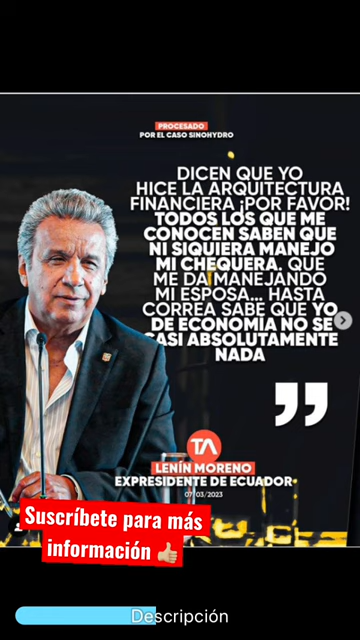 PROCESADO
POR EL CASO SINOHYDRO
DICEN QUE YO
HICE LA ARQUITECTURA
FINANCIERA ¡POR FAVOR!
TODOS LOS QUE ME
CONOCEN SABEN QUE
NI SIQUIERA MANEJO
MI CHEQUERA. QUE
ME DA MANEJANDO
MI ESPOSA... HASTA
CORREA SABE QUE YO
DE ECONOMÍA NO SÉ
CASI ABSOLUTAMENTE
NADA
”
TA
LENÍN MORENO
EXPRESIDENTE DE ECUADOR
07/03/2023
Suscríbete para más
información 👍🏼
Descripción